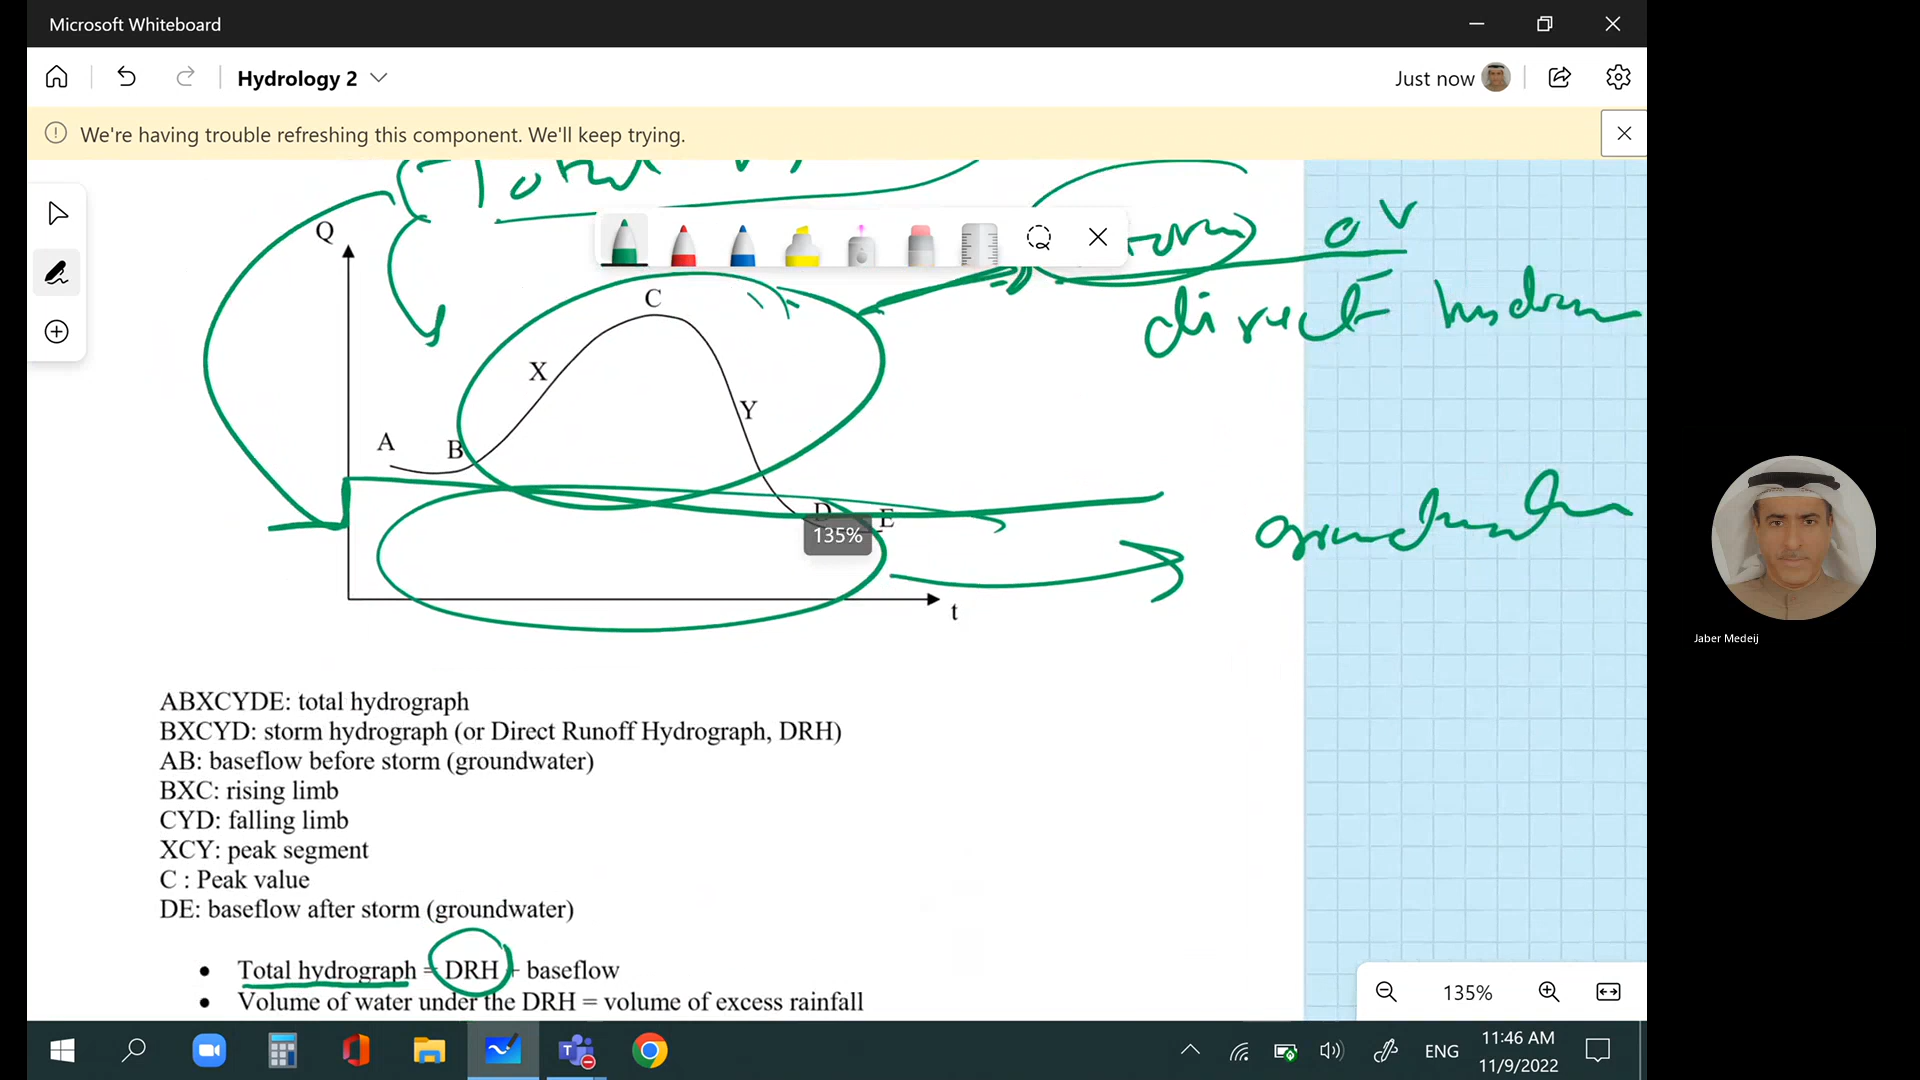 Microsoft Whiteboard
Hydrology 2
Just now
We're having trouble refreshing this component. We'll keep trying.
Total
Q
or
direct
C
X
Y
A
B
D
E
135%
groundwater
t
ABXCYDE: total hydrograph
BXCYD: storm hydrograph (or Direct Runoff Hydrograph, DRH)
AB: baseflow before storm (groundwater)
BXC: rising limb
CYD: falling limb
XCY: peak segment
C : Peak value
DE: baseflow after storm (groundwater)
• Total hydrograph = DRH + baseflow
• Volume of water under the DRH = volume of excess rainfall
135%
Jaber Medeij
ENG
11:46 AM
11/9/2022